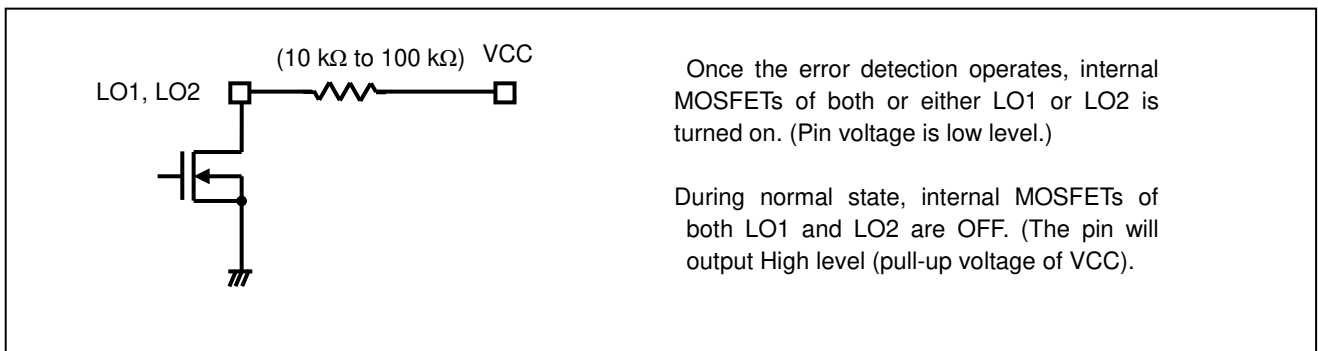 (10 kΩ to 100 kΩ) VCC
LO1, LO2
Once the error detection operates, internal
MOSFETs of both or either LO1 or LO2 is
turned on. (Pin voltage is low level.)
During normal state, internal MOSFETs of
both LO1 and LO2 are OFF. (The pin will
output High level (pull-up voltage of VCC).